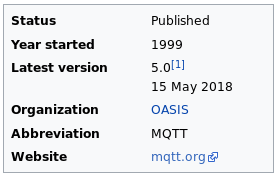 Status Published
Year started 1999
Latest version 5.0[1]
15 May 2018
Organization OASIS
Abbreviation MQTT
Website mqtt.org